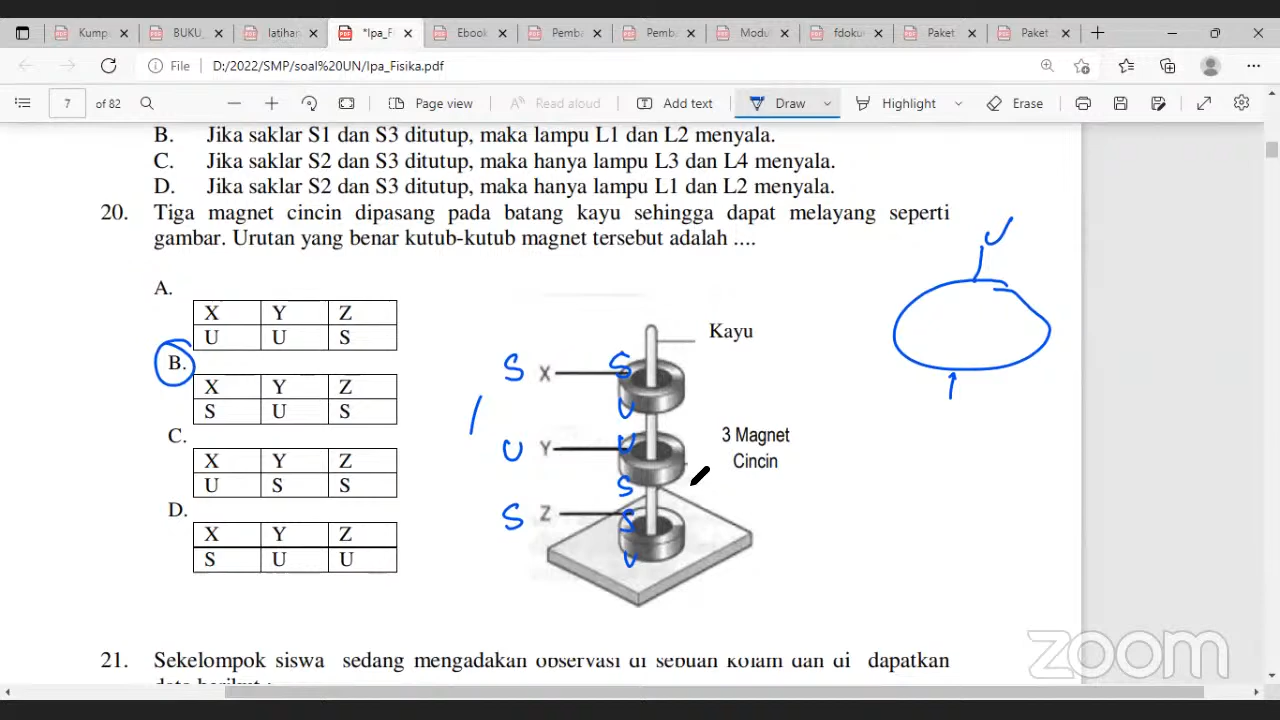 Kump
BUKU_
latihar
*Ipa_F
Ebook
Pemb
Pemb
Modu
fdoku
Paket
Paket
File D:/2022/SMP/soal%20UN/Ipa_Fisika.pdf
7 of 82 Page view Read aloud Add text Draw Highlight Erase
B. Jika saklar S1 dan S3 ditutup, maka lampu L1 dan L2 menyala.
C. Jika saklar S2 dan S3 ditutup, maka hanya lampu L3 dan L4 menyala.
D. Jika saklar S2 dan S3 ditutup, maka hanya lampu L1 dan L2 menyala.
20. Tiga magnet cincin dipasang pada batang kayu sehingga dapat melayang seperti
gambar. Urutan yang benar kutub-kutub magnet tersebut adalah ....
A.
X Y Z
U U S
B.
X Y Z
S U S
C.
X Y Z
U S S
D.
X Y Z
S U U
Kayu
S X S
U
U Y U
S
S Z S
U
3 Magnet
Cincin
U
21. Sekelompok siswa sedang mengadakan observasi di sebuah kolam dan di dapatkan
zoom